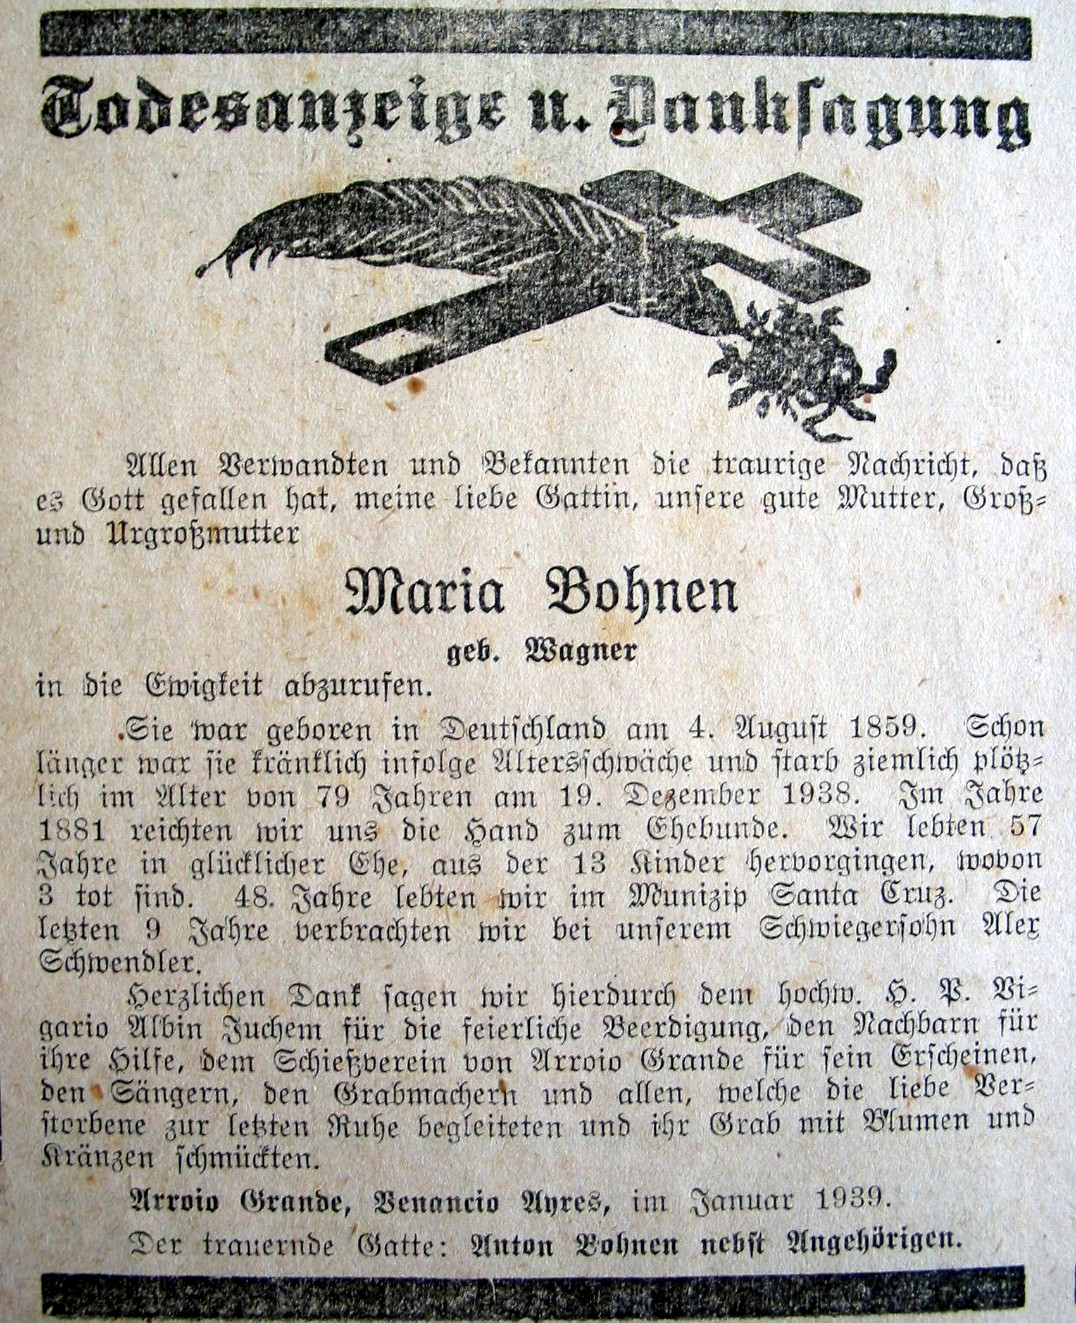 Todesanzeige u. Danksagung
Allen Verwandten und Bekannten die traurige Nachricht, daß
es Gott gefallen hat, meine liebe Gattin, unsere gute Mutter, Groß-
und Urgroßmutter
Maria Bohnen
geb. Wagner
in die Ewigkeit abzurufen.
Sie war geboren in Deutschland am 4. August 1859. Schon
länger war sie kränklich infolge Altersschwäche und starb ziemlich plötz-
lich im Alter von 79 Jahren am 19. Dezember 1938. Im Jahre
1881 reichten wir uns die Hand zum Ehebunde. Wir lebten 57
Jahre in glücklicher Ehe, aus der 13 Kinder hervorgingen, wovon
3 tot sind. 48. Jahre lebten wir im Munizip Santa Cruz. Die
letzten 9 Jahre verbrachten wir bei unserem Schwiegersohn Alex
Schwendler.
Herzlichen Dank sagen wir hierdurch dem hochw. H. P. Vi-
gario Albin Juchem für die feierliche Beerdigung, den Nachbarn für
ihre Hilfe, dem Schießverein von Arroio Grande für sein Erscheinen,
den Sängern, den Grabmachern und allen, welche die liebe Ver-
storbene zur letzten Ruhe begleiteten und ihr Grab mit Blumen und
Kränzen schmückten.
Arroio Grande, Venancio Ayres, im Januar 1939.
Der trauernde Gatte: Anton Bohnen nebst Angehörigen.